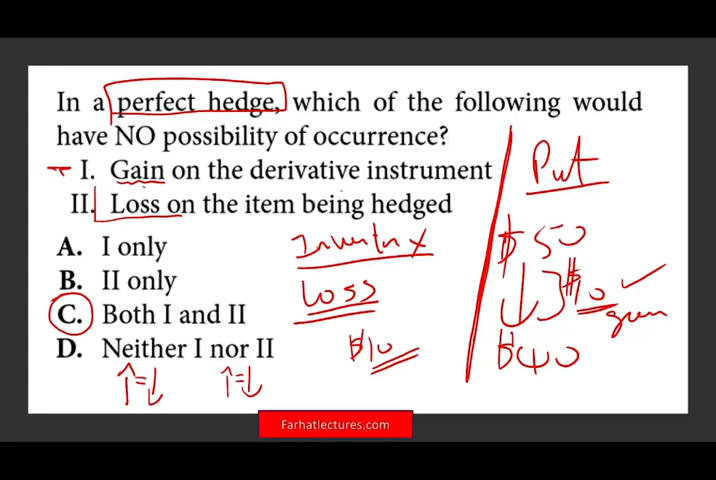 In a perfect hedge, which of the following would
have NO possibility of occurrence?
I. Gain on the derivative instrument
II. Loss on the item being hedged
A. I only
B. II only
C. Both I and II
D. Neither I nor II
Inventory
Loss
$10
Put
$50
$10
gain
$40
Farhatlectures.com